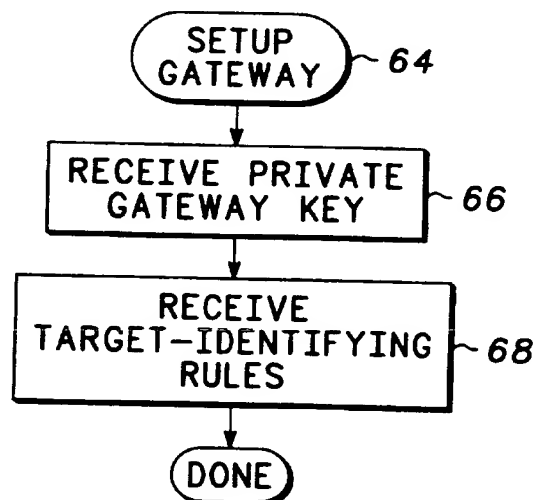 SETUP
GATEWAY
64
RECEIVE PRIVATE
GATEWAY KEY
66
RECEIVE
TARGET-IDENTIFYING
RULES
68
DONE